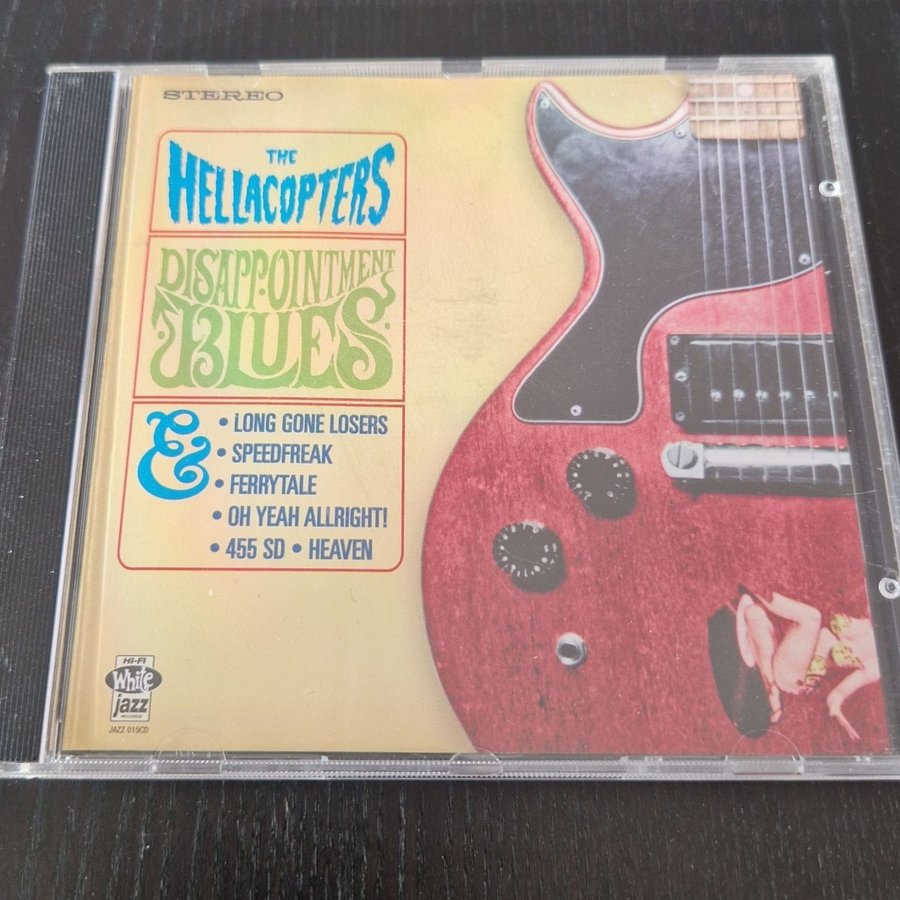 STEREO
THE
HELLACOPTERS
DISAPPOINTMENT
BLUES
& • LONG GONE LOSERS
• SPEEDFREAK
• FERRYTALE
• OH YEAH ALLRIGHT!
• 455 SD • HEAVEN
HI-FI
White
jazz
RECORDS
JAZZ 015CD